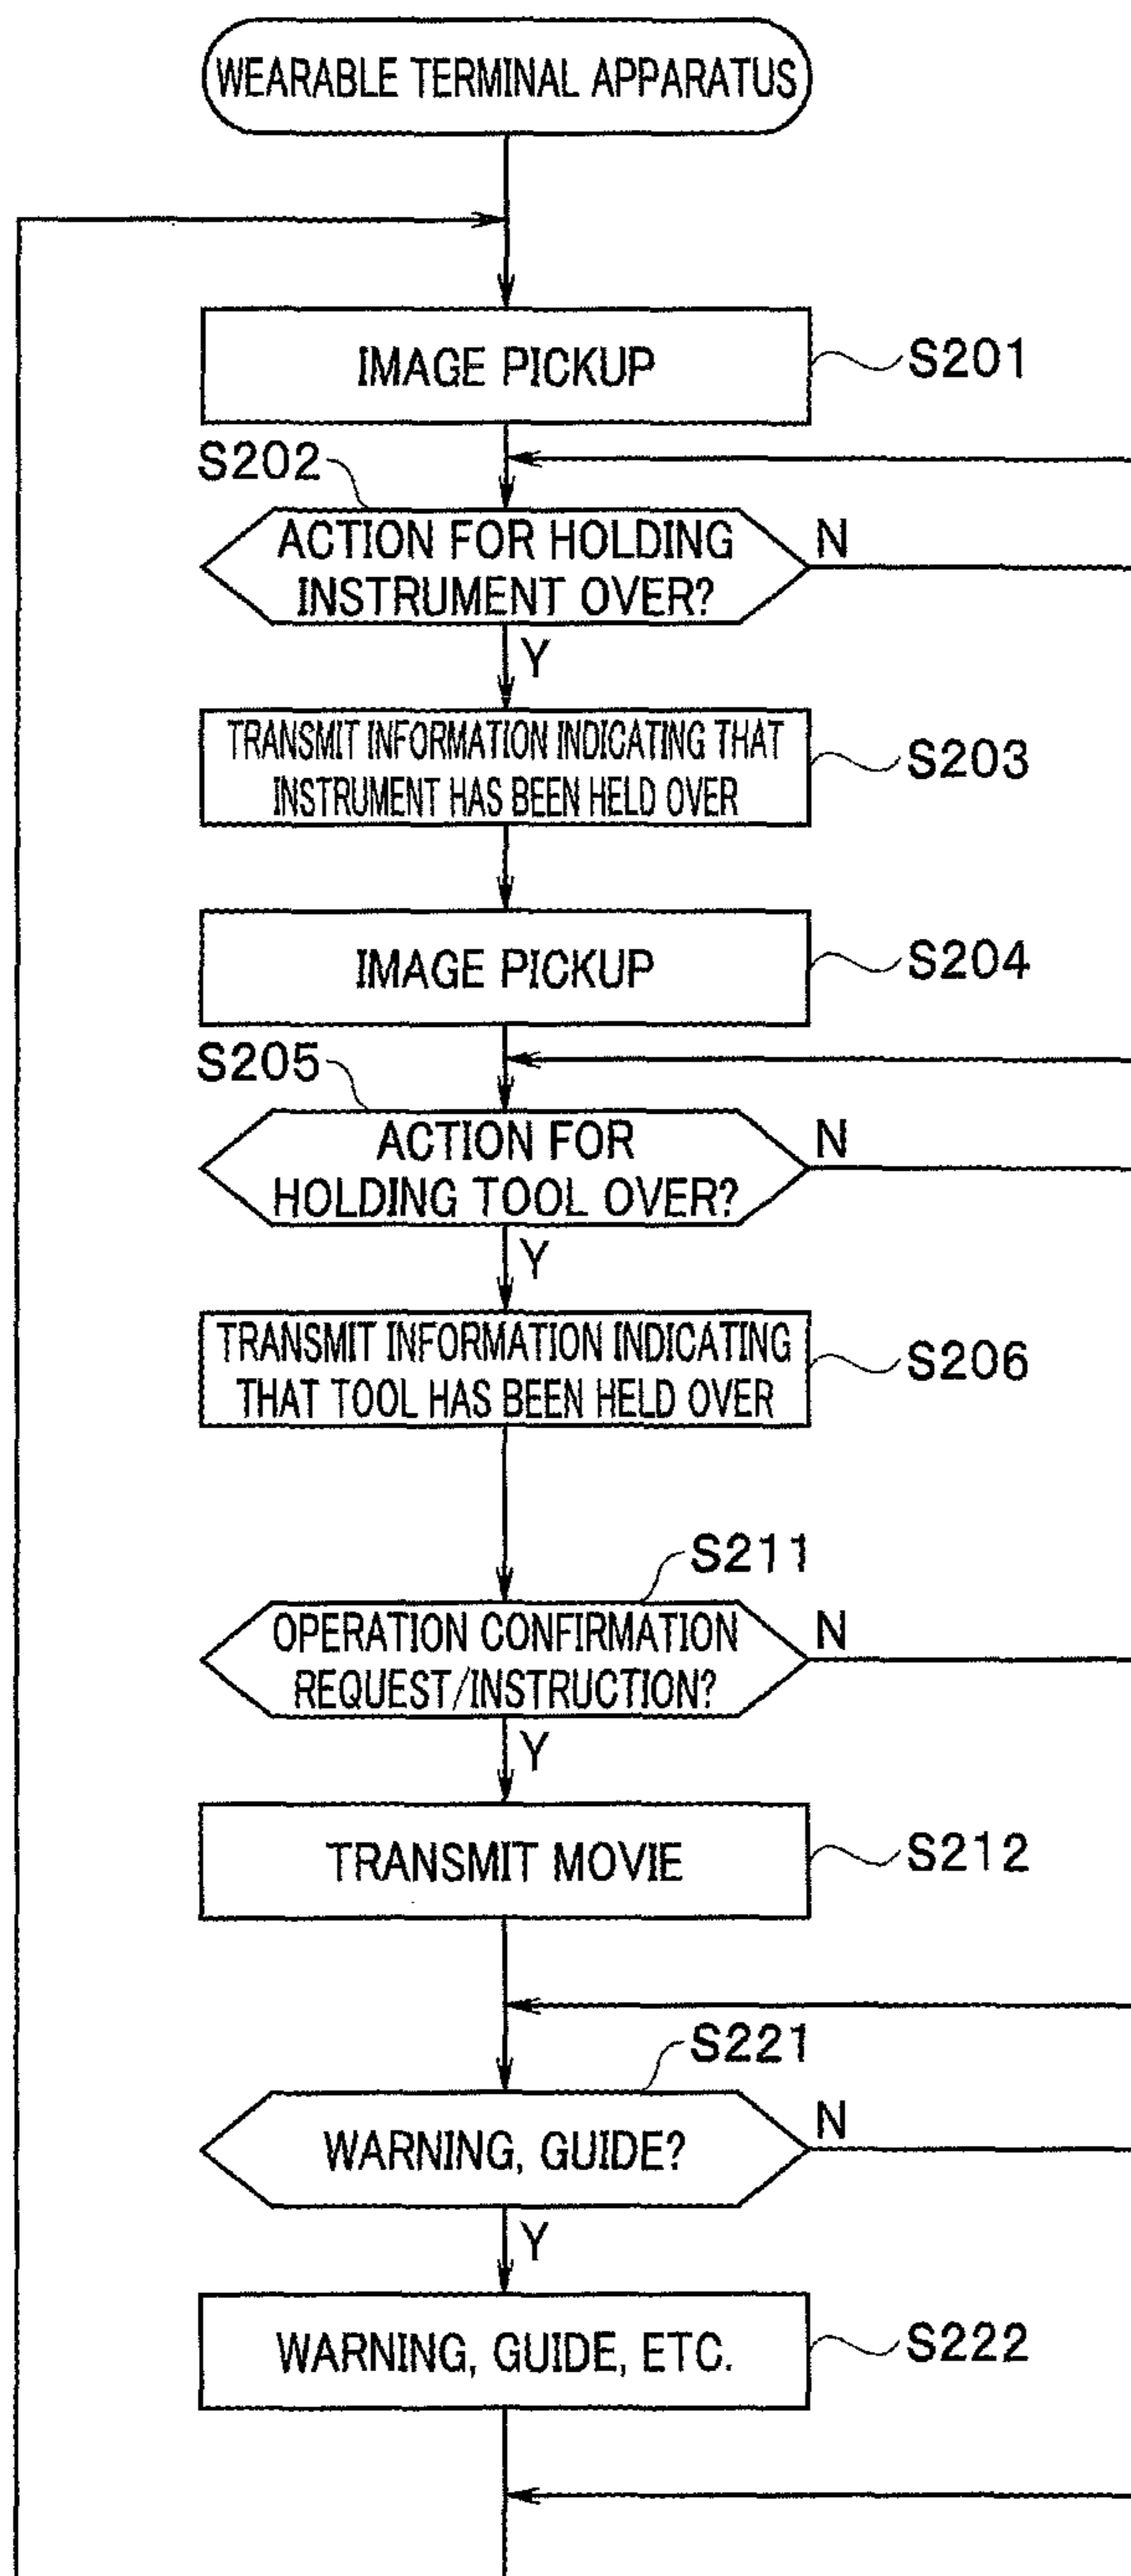 WEARABLE TERMINAL APPARATUS
IMAGE PICKUP
S201
S202
ACTION FOR HOLDING
INSTRUMENT OVER?
N
Y
TRANSMIT INFORMATION INDICATING THAT
INSTRUMENT HAS BEEN HELD OVER
S203
IMAGE PICKUP
S204
S205
ACTION FOR
HOLDING TOOL OVER?
N
Y
TRANSMIT INFORMATION INDICATING
THAT TOOL HAS BEEN HELD OVER
S206
S211
OPERATION CONFIRMATION
REQUEST/INSTRUCTION?
N
Y
TRANSMIT MOVIE
S212
S221
WARNING, GUIDE?
N
Y
WARNING, GUIDE, ETC.
S222